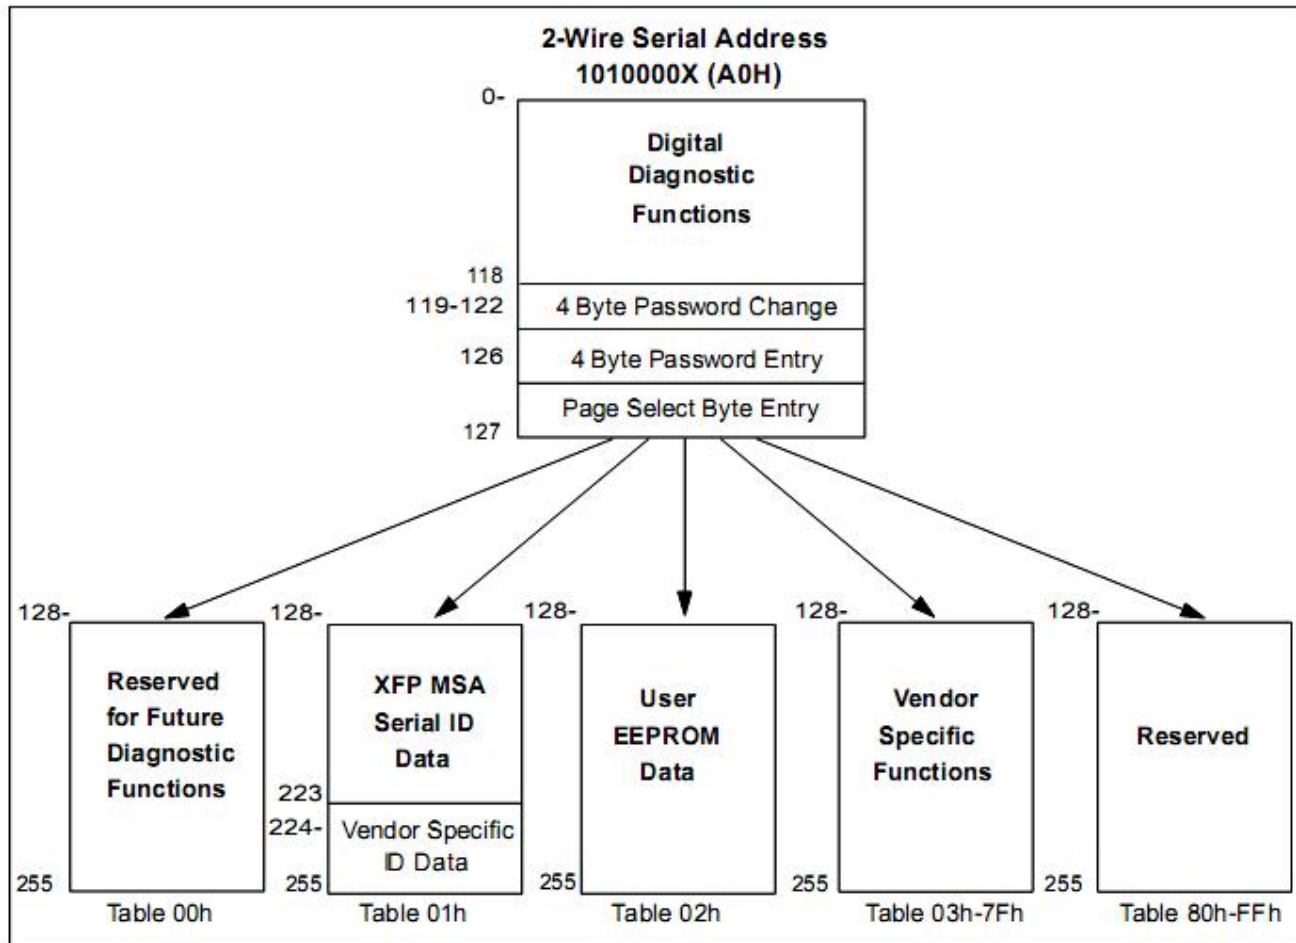 2-Wire Serial Address
1010000X (A0H)
0-
Digital
Diagnostic
Functions
118
119-122
4 Byte Password Change
126
4 Byte Password Entry
Page Select Byte Entry
127
128-
Reserved
for Future
Diagnostic
Functions
255
Table 00h
128-
XFP MSA
Serial ID
Data
223
224-
Vendor Specific
ID Data
255
Table 01h
128-
User
EEPROM
Data
255
Table 02h
128-
Vendor
Specific
Functions
255
Table 03h-7Fh
128-
Reserved
255
Table 80h-FFh